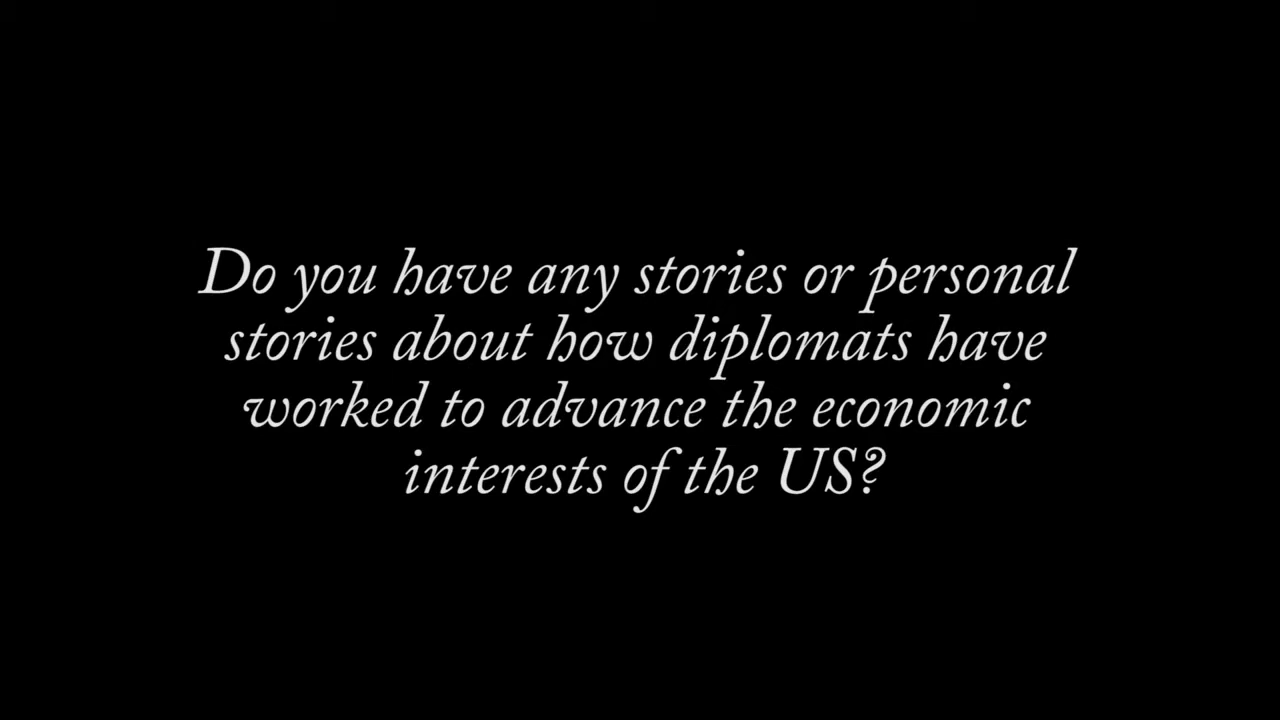 Do you have any stories or personal
stories about how diplomats have
worked to advance the economic
interests of the US?